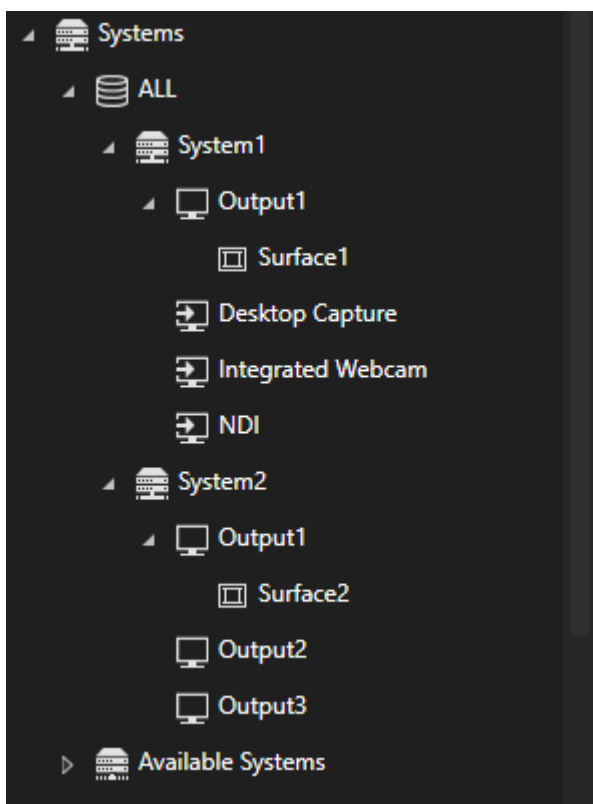 Systems
ALL
System1
Output1
Surface1
Desktop Capture
Integrated Webcam
NDI
System2
Output1
Surface2
Output2
Output3
Available Systems